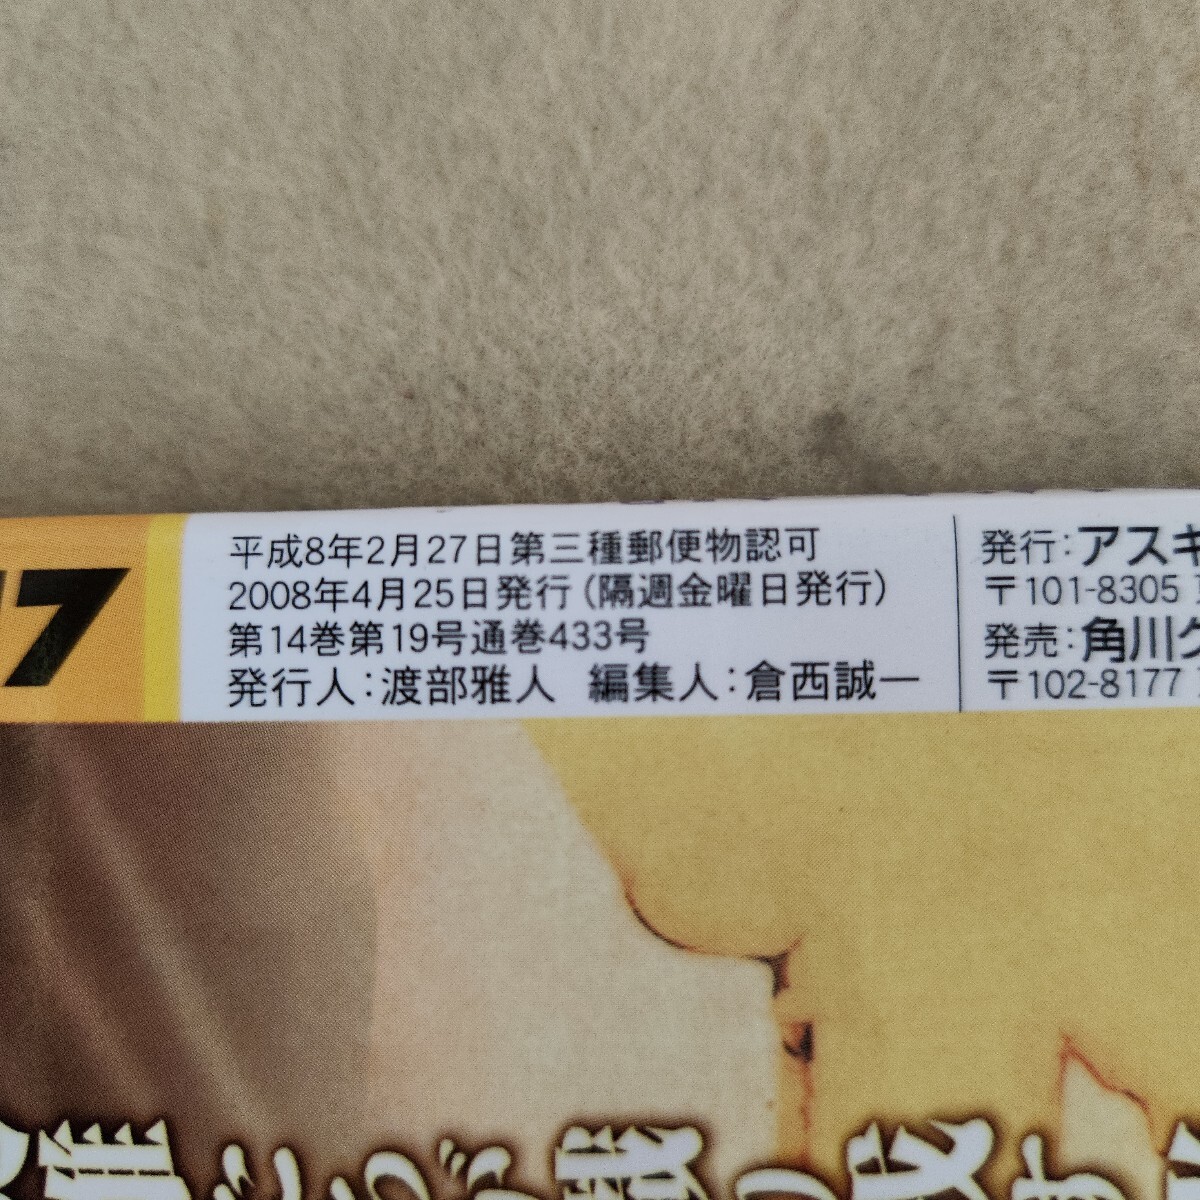 17
平成8年2月27日第三種郵便物認可
2008年4月25日発行(隔週金曜日発行)
第14巻第19号通巻433号
発行人:渡部雅人 編集人:倉西誠一
発行:アスキ
〒101-8305
発売:角川グ
〒102-8177